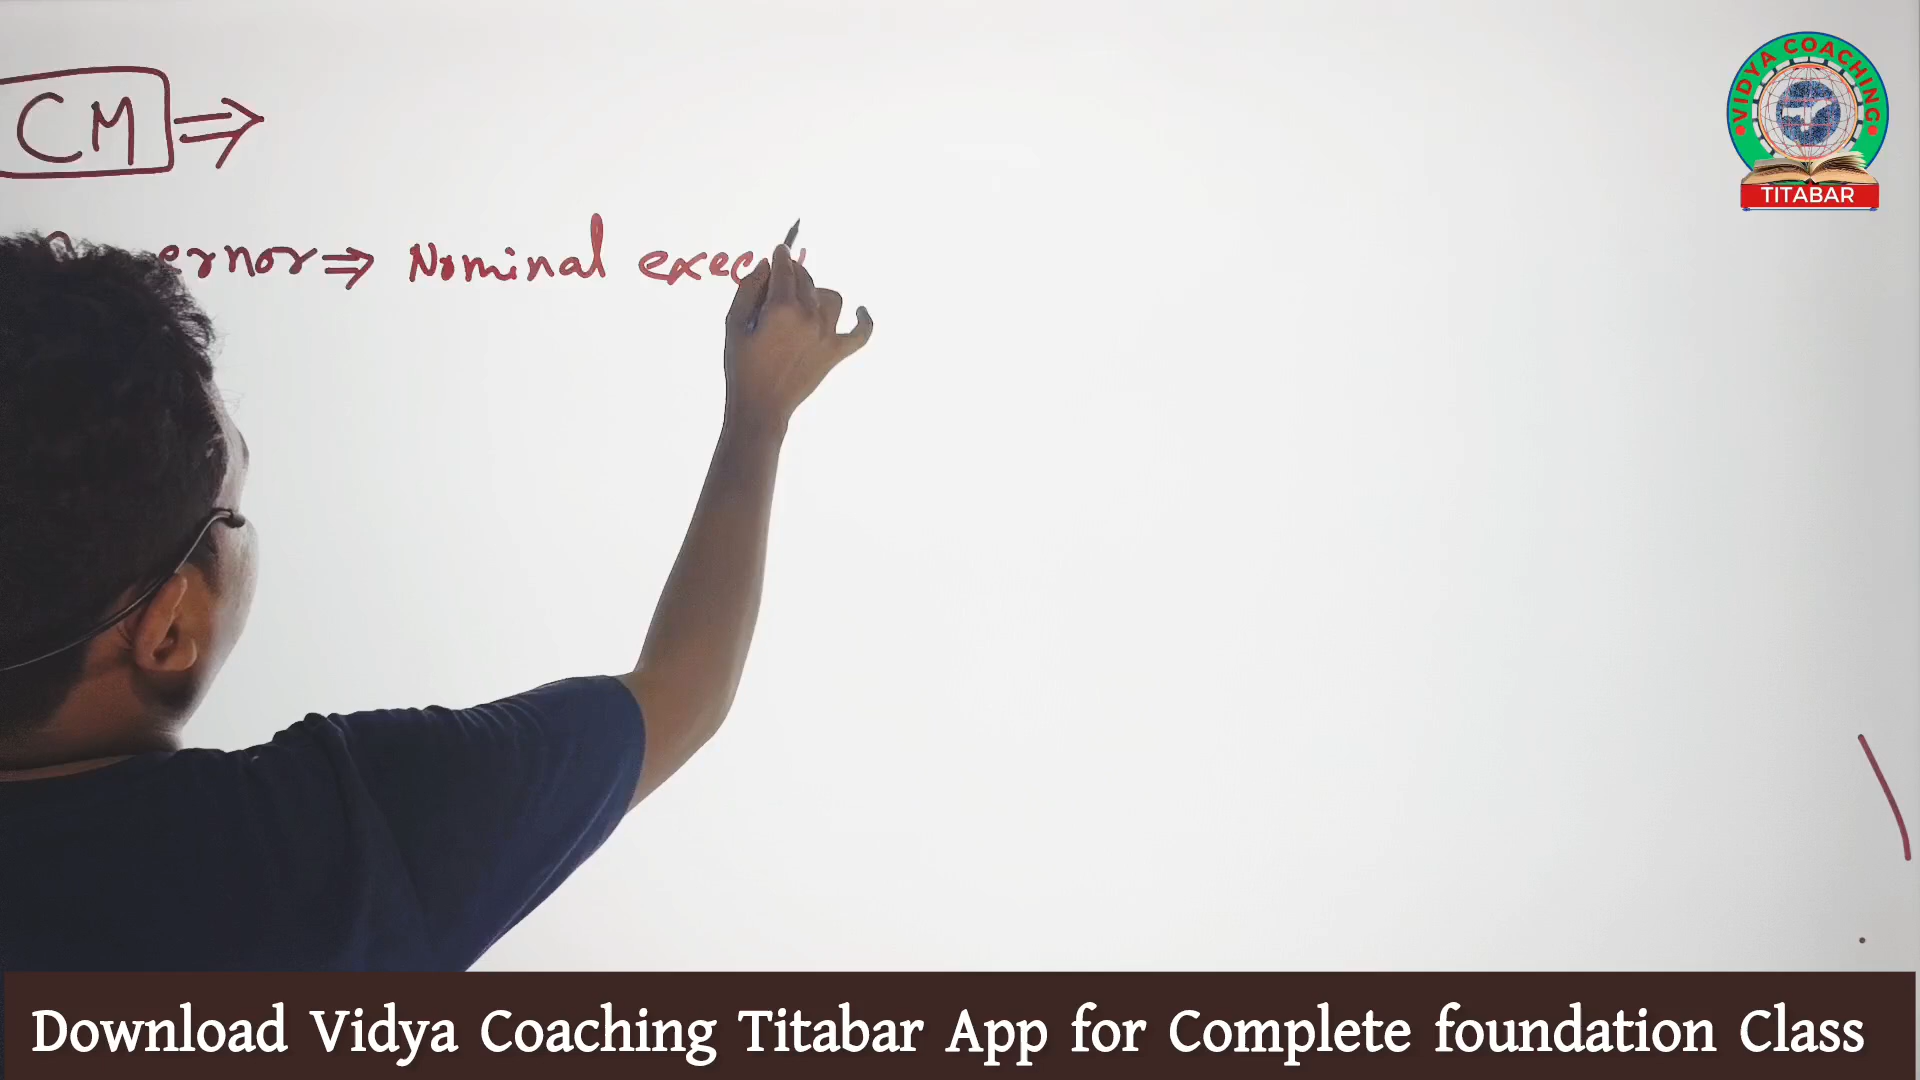 CM ⇒
VIDYA COACHING
TITABAR
⇒ Nominal
Download Vidya Coaching Titabar App for Complete foundation Class